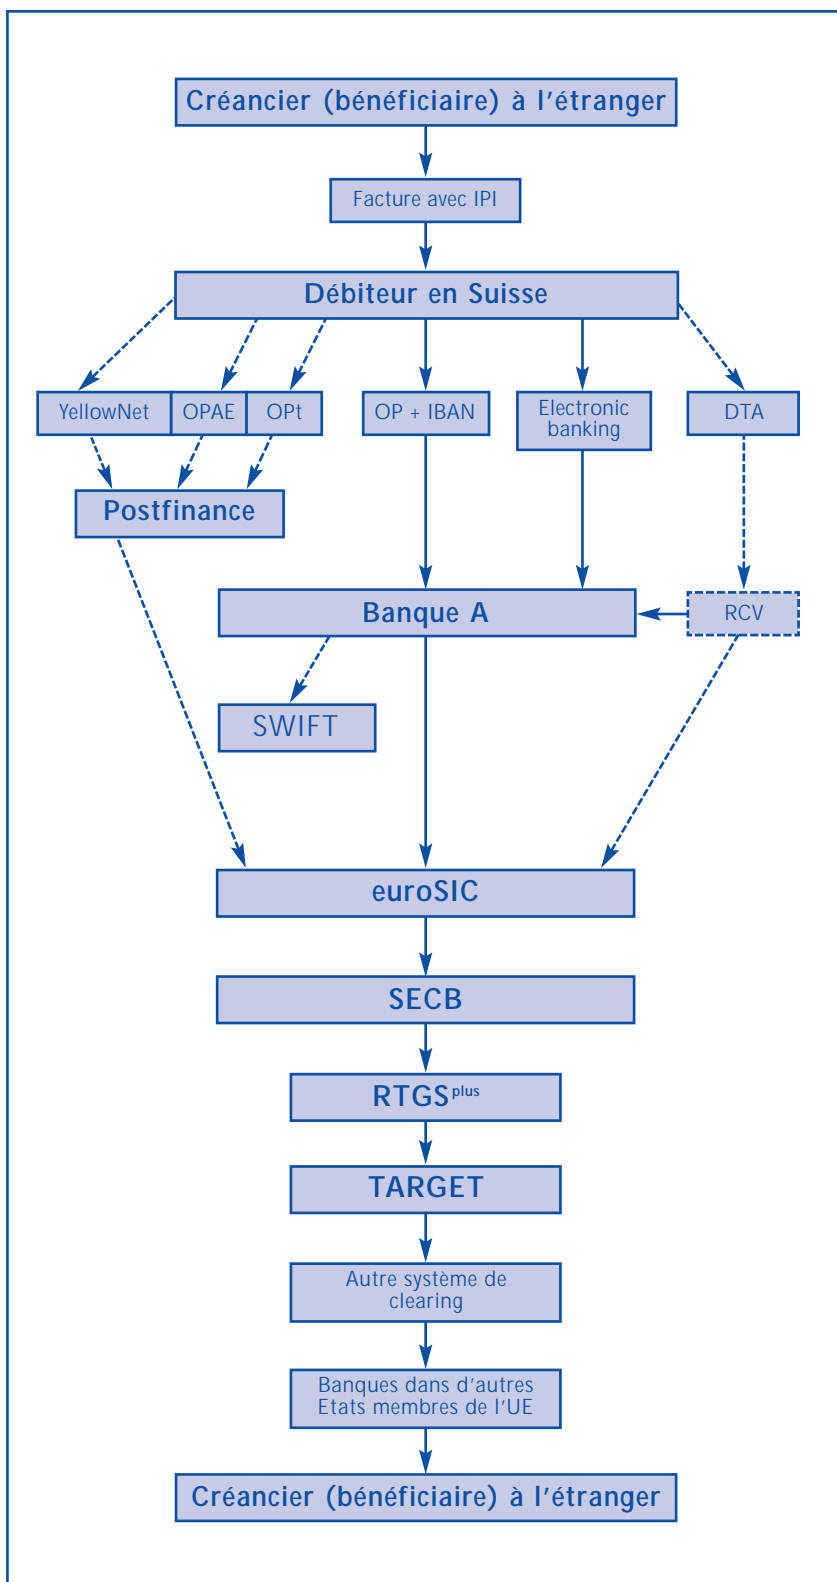 Créancier (bénéficiaire) à l'étranger
Facture avec IPI
Débiteur en Suisse
YellowNet
OPAE
OPt
OP + IBAN
Electronic
banking
DTA
Postfinance
Banque A
RCV
SWIFT
euroSIC
SECB
RTGSplus
TARGET
Autre système de
clearing
Banques dans d'autres
Etats membres de l'UE
Créancier (bénéficiaire) à l'étranger